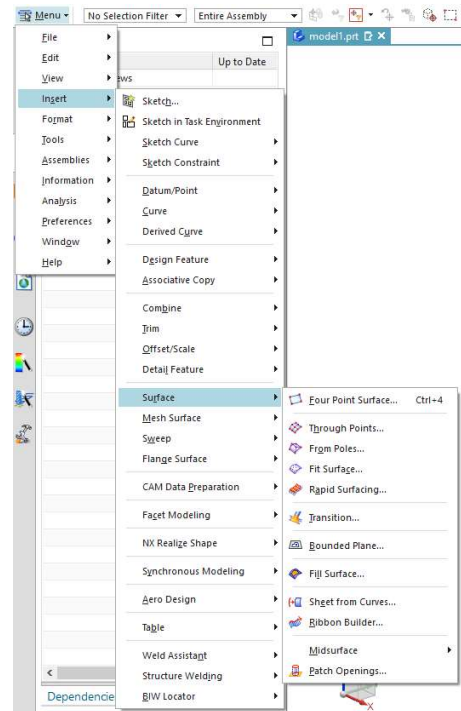 Menu
No Selection Filter
Entire Assembly
model1.prt
File
Edit
View
Insert
Format
Tools
Assemblies
Information
Analysis
Preferences
Window
Help
Up to Date
Sketch...
Sketch in Task Environment
Sketch Curve
Sketch Constraint
Datum/Point
Curve
Derived Curve
Design Feature
Associative Copy
Combine
Trim
Offset/Scale
Detail Feature
Surface
Mesh Surface
Sweep
Flange Surface
CAM Data Preparation
Facet Modeling
NX Realize Shape
Synchronous Modeling
Aero Design
Table
Weld Assistant
Structure Welding
BIW Locator
Four Point Surface... Ctrl+4
Through Points...
From Poles...
Fit Surface...
Rapid Surfacing...
Transition...
Bounded Plane...
Fill Surface...
Sheet from Curves...
Ribbon Builder...
Midsurface
Patch Openings...
Dependencie
X